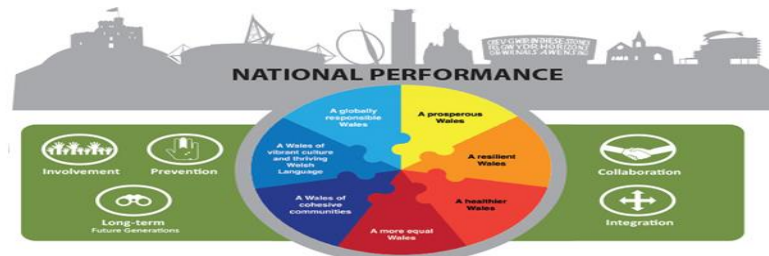 NATIONAL PERFORMANCE
A globally
responsible
Wales
A prosperous
Wales
A Wales of
vibrant culture
and thriving
Welsh
Language
A resilient
Wales
A Wales of
cohesive
communities
A healthier
Wales
A more equal
Wales
Involvement
Prevention
Long-term
Future Generations
Collaboration
Integration